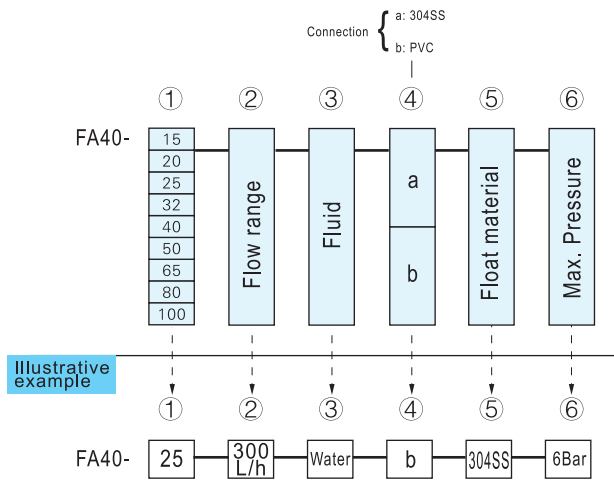 a: 304SS
Connection {
b: PVC
① ② ③ ④ ⑤ ⑥
FA40-
15
20
25
32
40
50
65
80
100
Flow range
Fluid
a
b
Float material
Max. Pressure
Illustrative
example
① ② ③ ④ ⑤ ⑥
FA40- 25 300 L/h Water b 304SS 6Bar